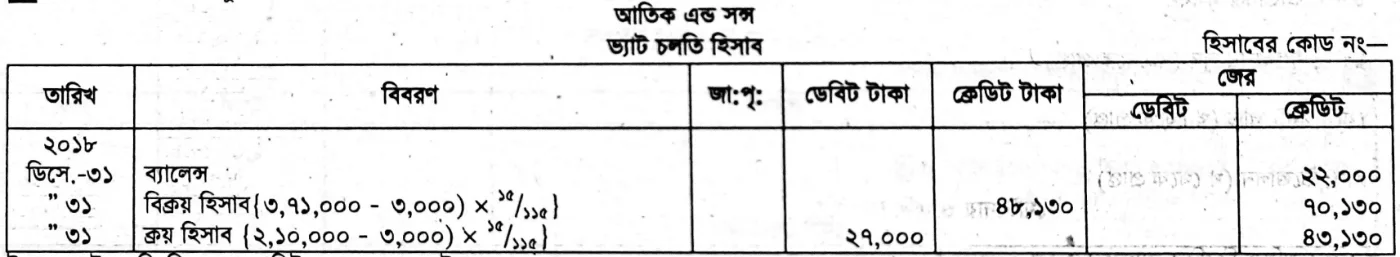 আতিক এন্ড সন্স
ভ্যাট চলতি হিসাব
হিসাবের কোড নং—
তারিখ বিবরণ জা:পৃ: ডেবিট টাকা ক্রেডিট টাকা জের
ডেবিট ক্রেডিট
২০১৮
ডিসে.-৩১ ব্যালেন্স ২২,০০০
" ৩১ বিক্রয় হিসাব{৩,৭১,০০০ - ৩,০০০) × ১৫/১১৫} ৪৮,১৩০ ৭০,১৩০
" ৩১ ক্রয় হিসাব {২,১০,০০০ - ৩,০০০) × ১৫/১১৫} ২৭,০০০ ৪৩,১৩০